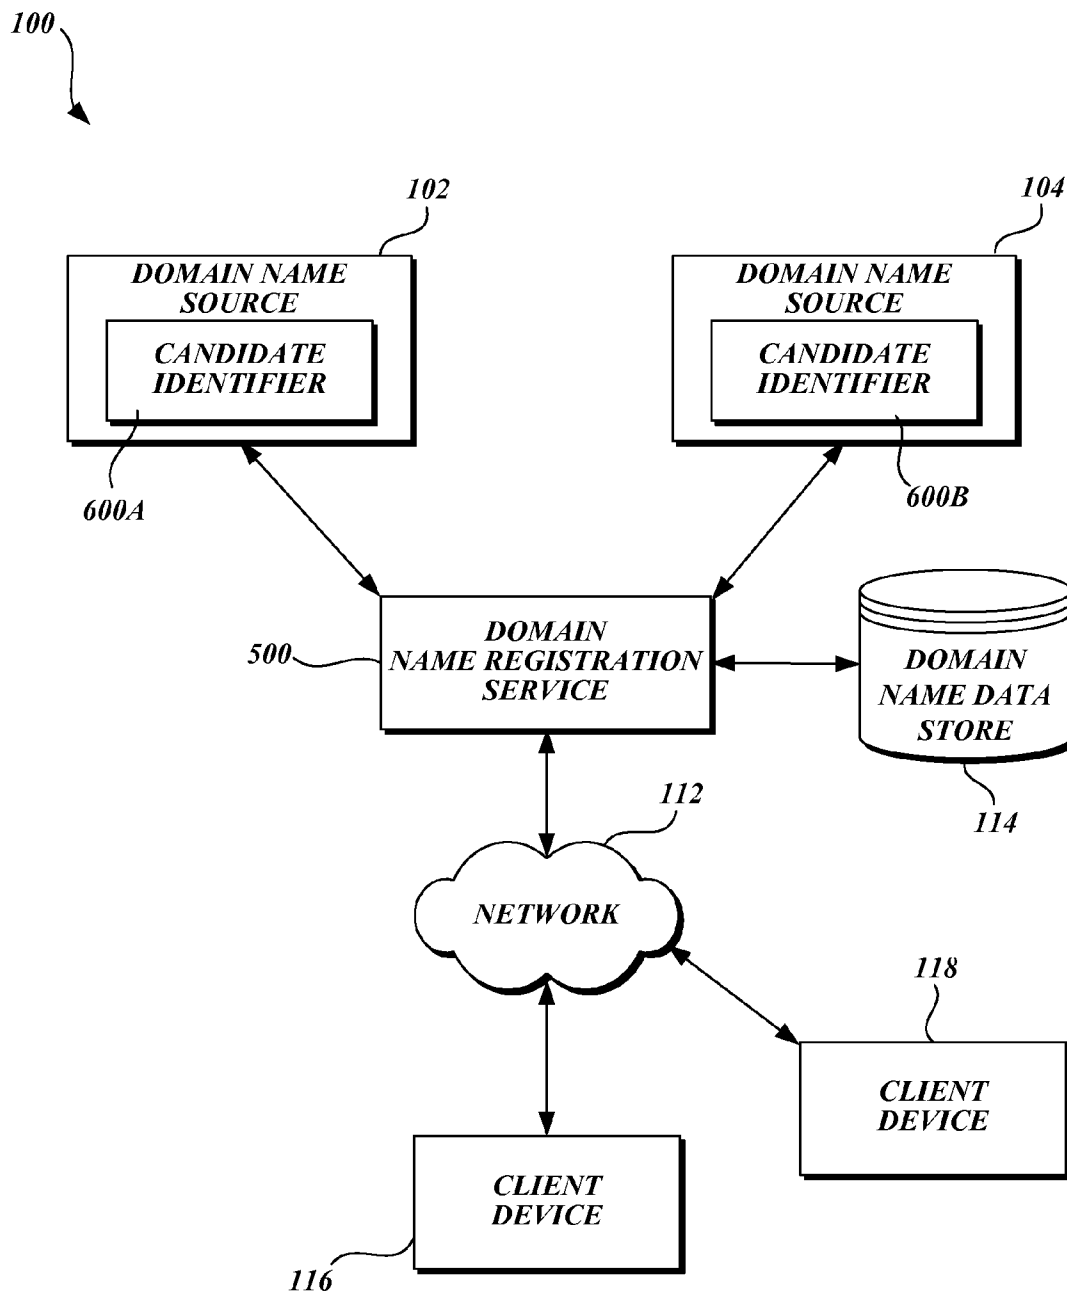 100
102
104
DOMAIN NAME
SOURCE
CANDIDATE
IDENTIFIER
600A
DOMAIN NAME
SOURCE
CANDIDATE
IDENTIFIER
600B
500
DOMAIN
NAME REGISTRATION
SERVICE
DOMAIN
NAME DATA
STORE
114
112
NETWORK
118
CLIENT
DEVICE
CLIENT
DEVICE
116